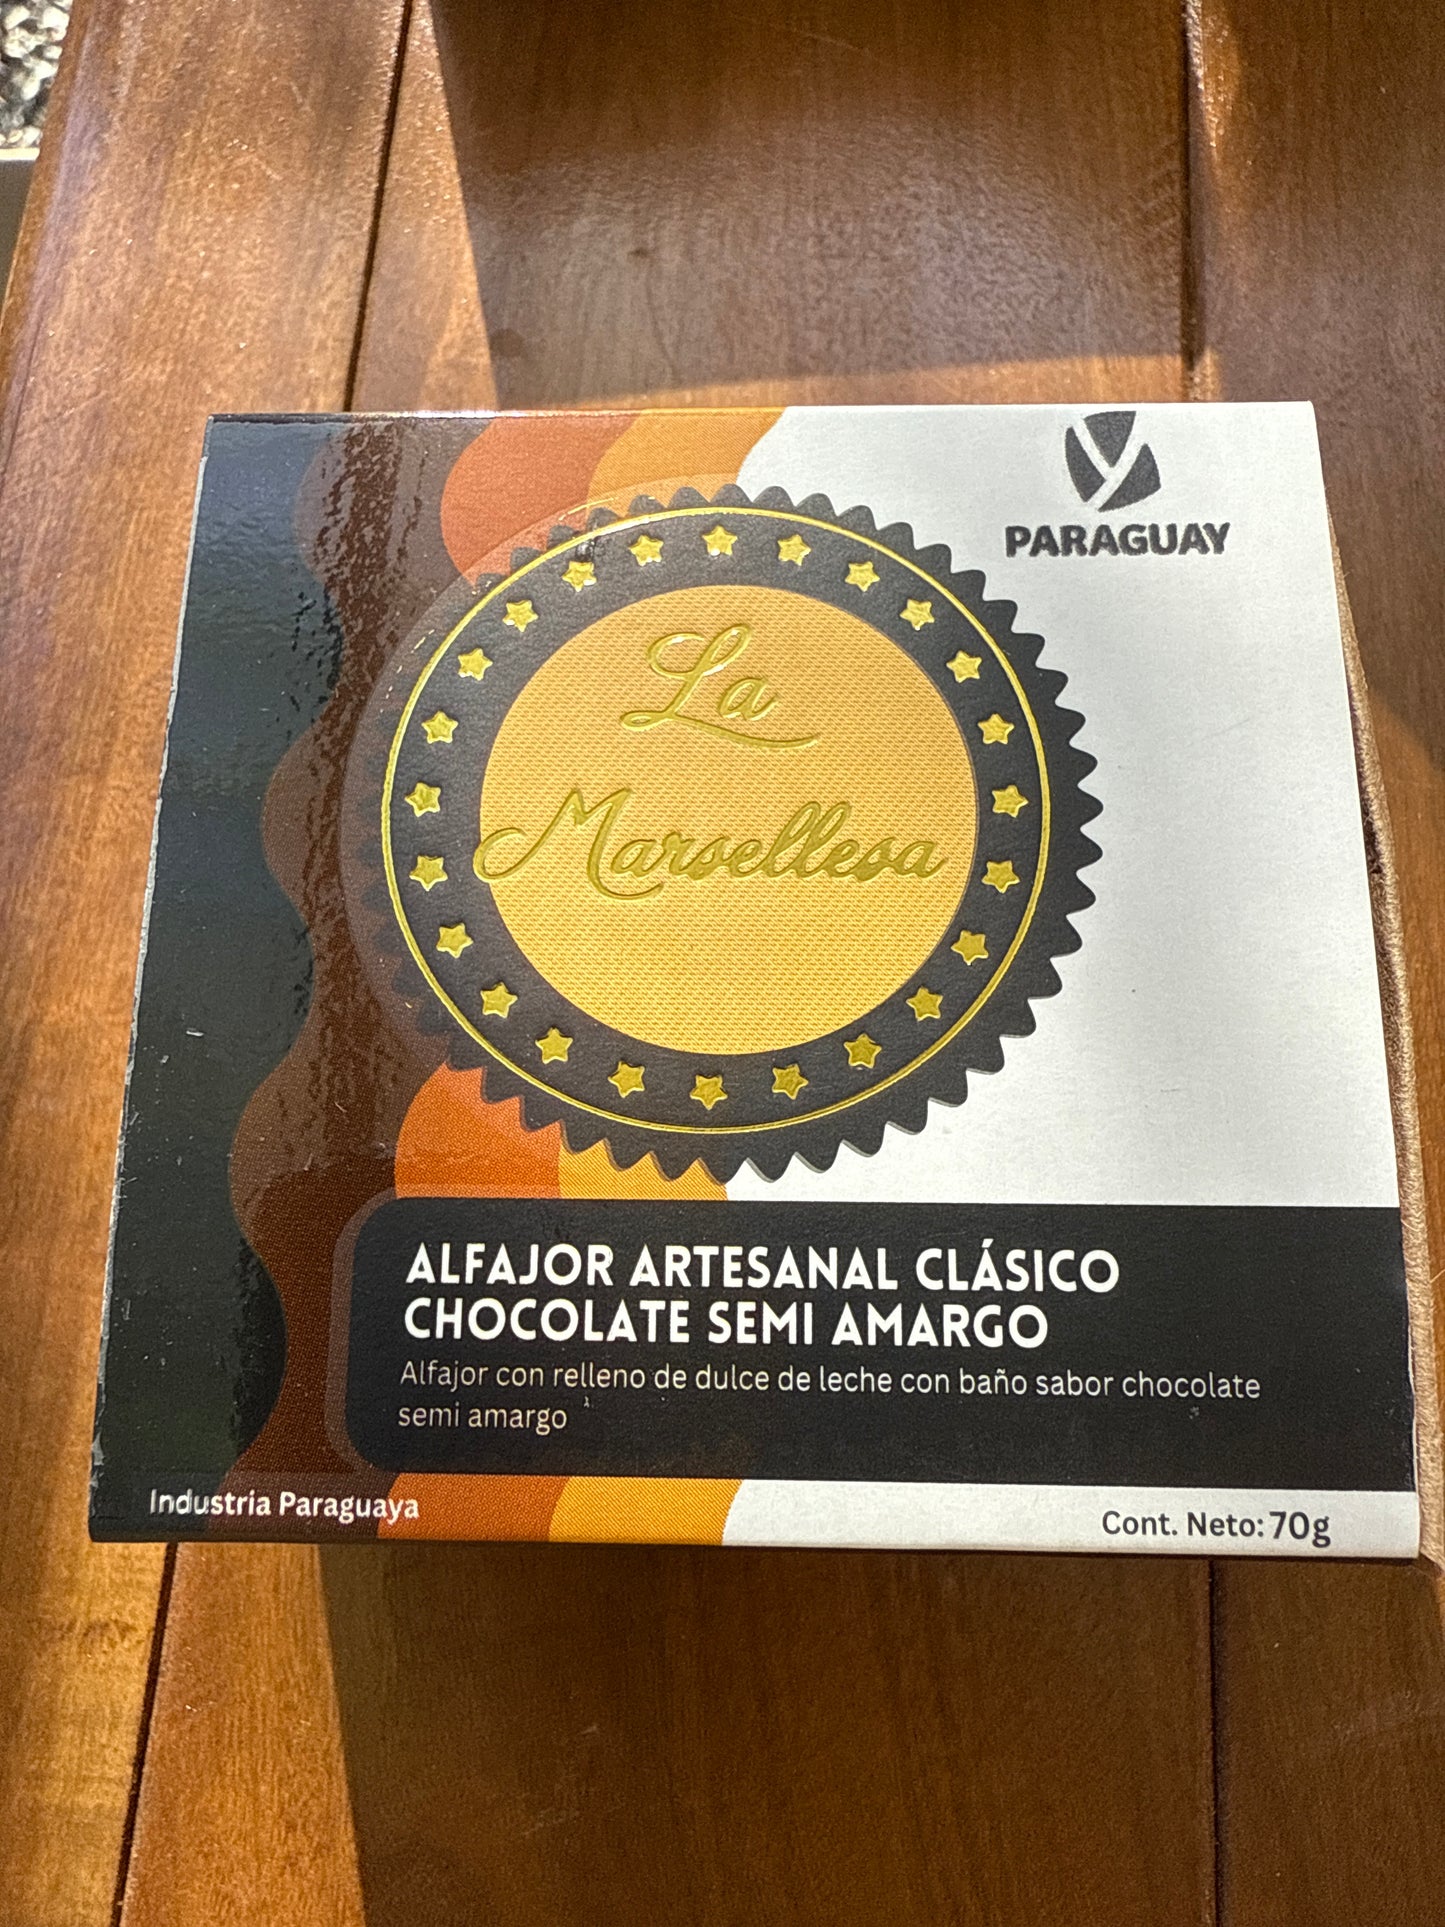 PARAGUAY
La
Marsellesa
ALFAJOR ARTESANAL CLÁSICO
CHOCOLATE SEMI AMARGO
Alfajor con relleno de dulce de leche con baño sabor chocolate
semi amargo
Industria Paraguaya
Cont. Neto: 70g